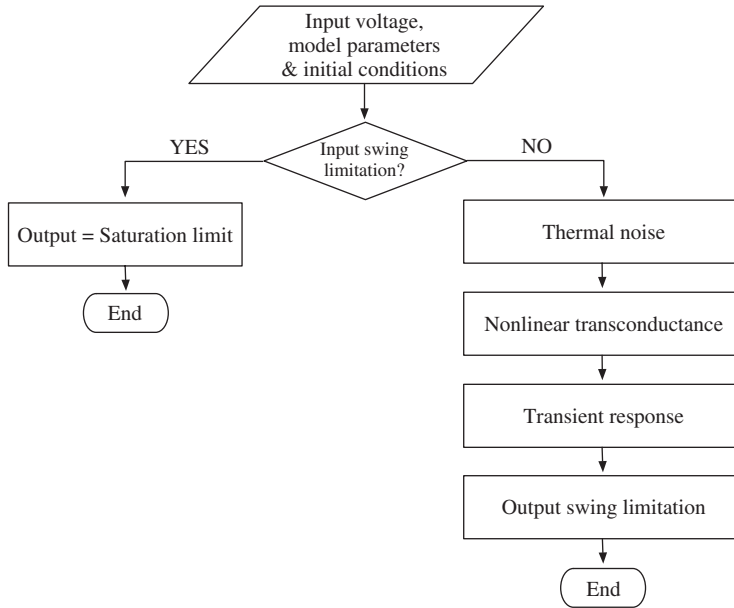 Input voltage,
model parameters
& initial conditions
Input swing
limitation?
YES
NO
Output = Saturation limit
End
Thermal noise
Nonlinear transconductance
Transient response
Output swing limitation
End